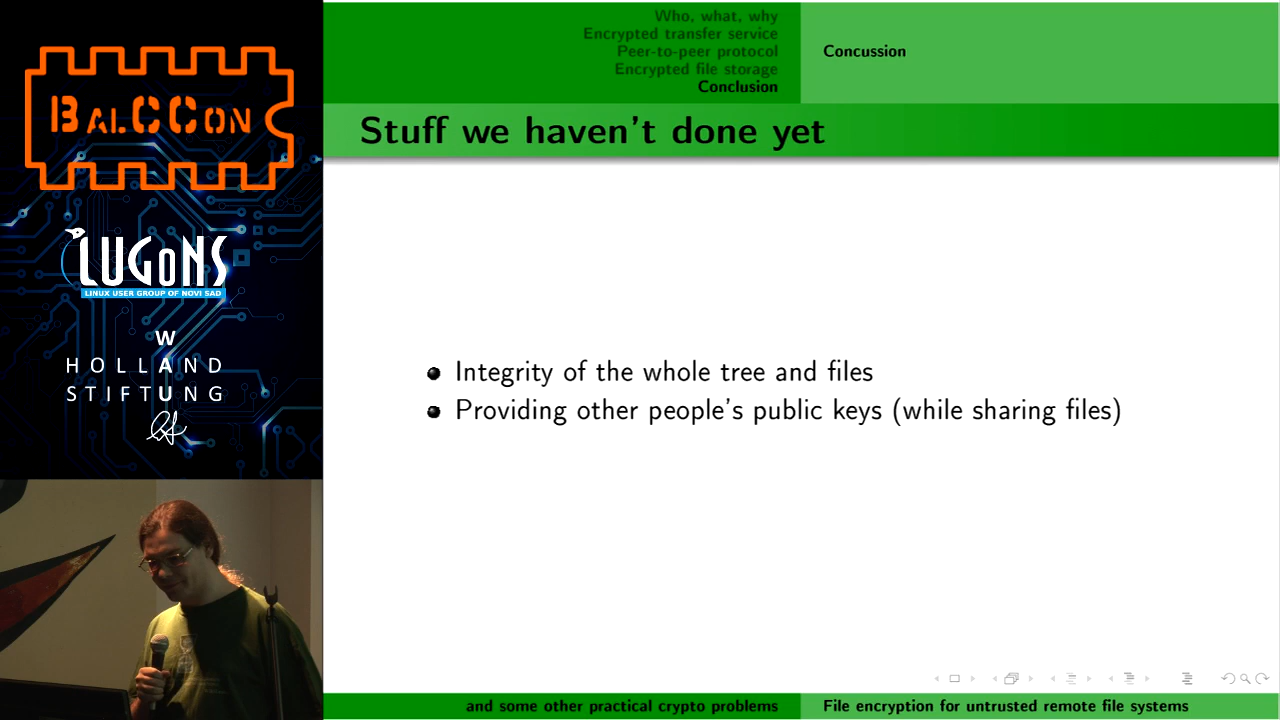 BALCCON
LUGONS
LINUX USER GROUP OF NOVI SAD
W
HOLLAND
STIFTUNG
Who, what, why
Encrypted transfer service
Peer-to-peer protocol
Encrypted file storage
Conclusion
Concussion
Stuff we haven't done yet
Integrity of the whole tree and files
Providing other people's public keys (while sharing files)
and some other practical crypto problems
File encryption for untrusted remote file systems